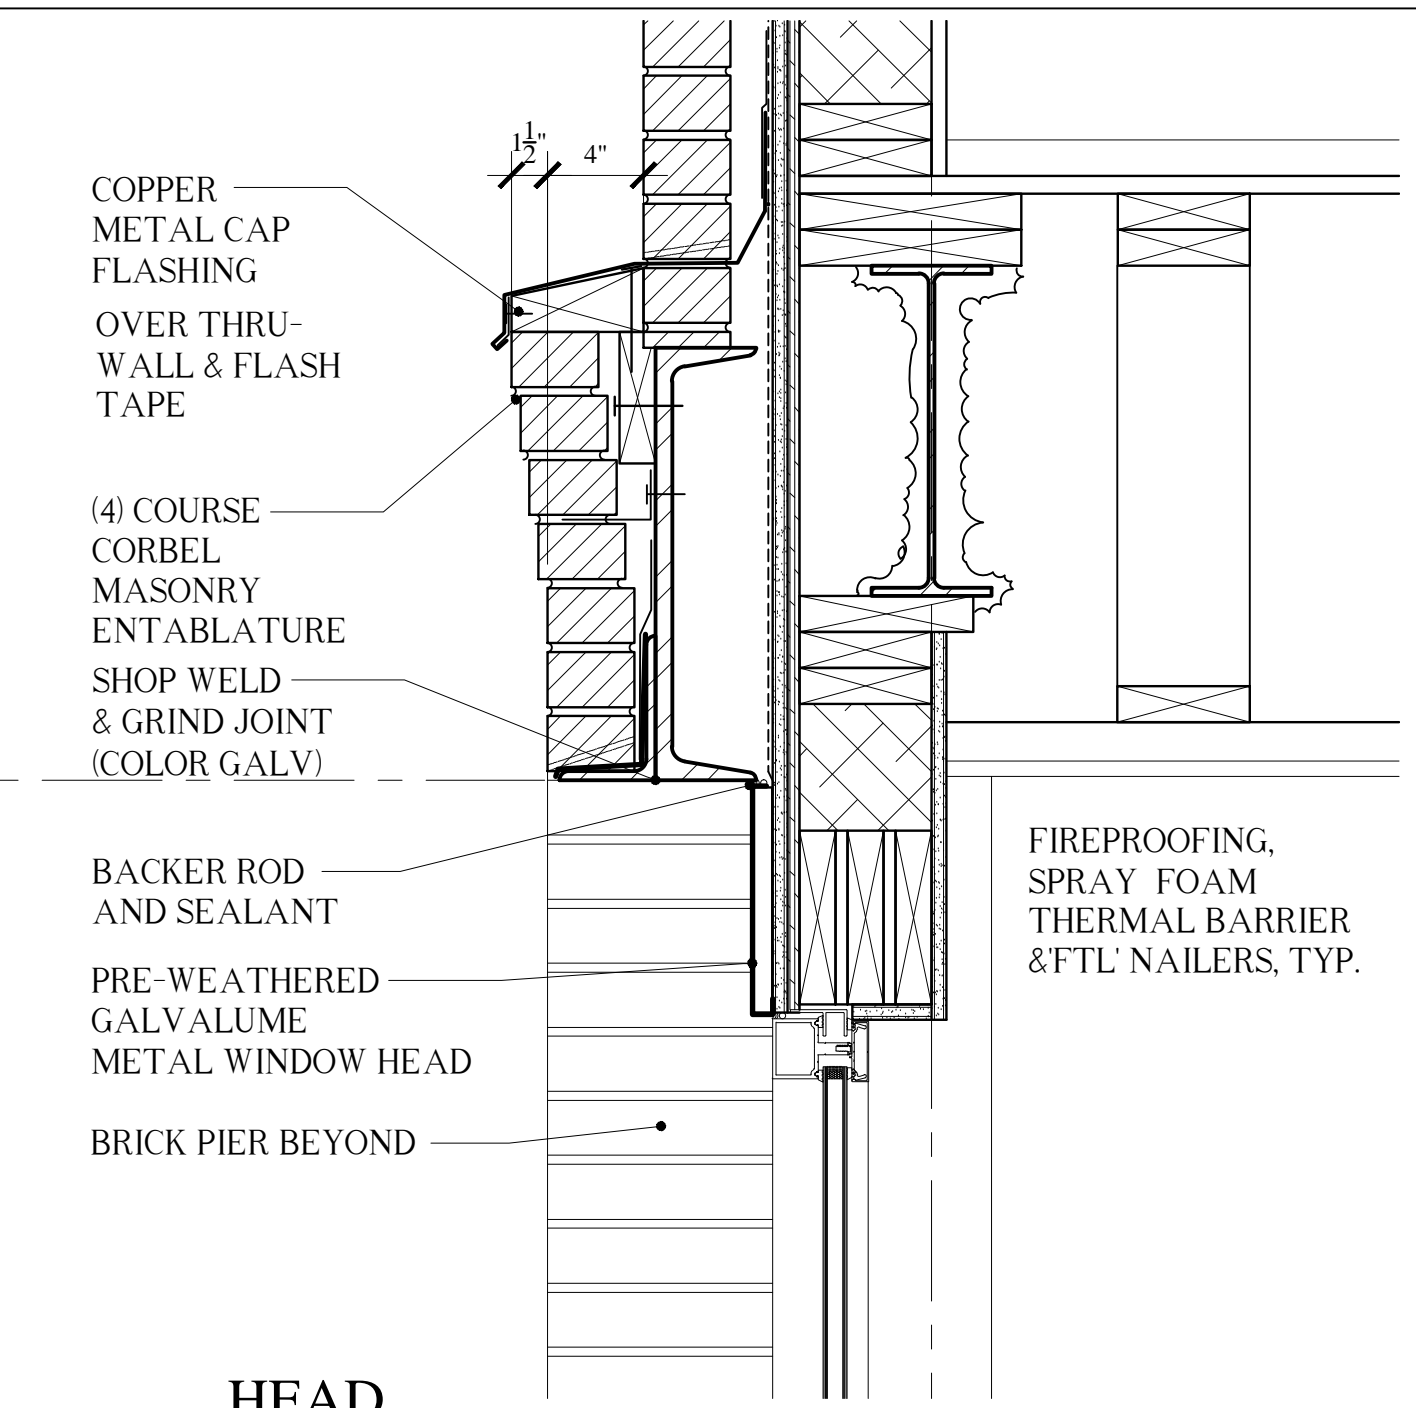 1 1/2"
4"
COPPER
METAL CAP
FLASHING
OVER THRU-
WALL & FLASH
TAPE
(4) COURSE
CORBEL
MASONRY
ENTABLATURE
SHOP WELD
& GRIND JOINT
(COLOR GALV)
BACKER ROD
AND SEALANT
PRE-WEATHERED
GALVALUME
METAL WINDOW HEAD
BRICK PIER BEYOND
FIREPROOFING,
SPRAY FOAM
THERMAL BARRIER
&'FTL' NAILERS, TYP.
HEAD